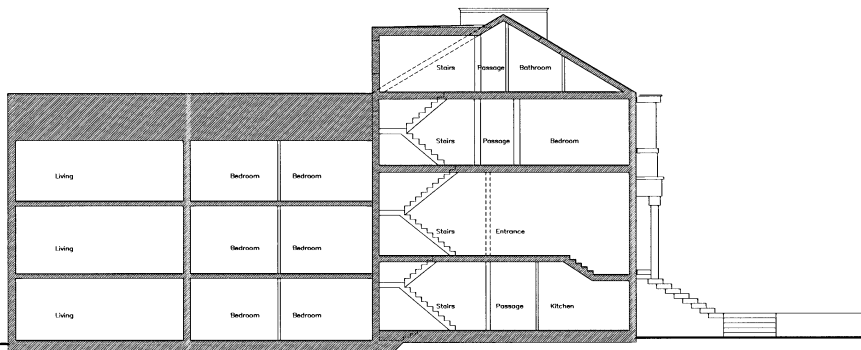 Stairs Passage Bathroom
Stairs Passage Bedroom
Living Bedroom Bedroom
Living Bedroom Bedroom Stairs Entrance
Living Bedroom Bedroom Stairs Passage Kitchen